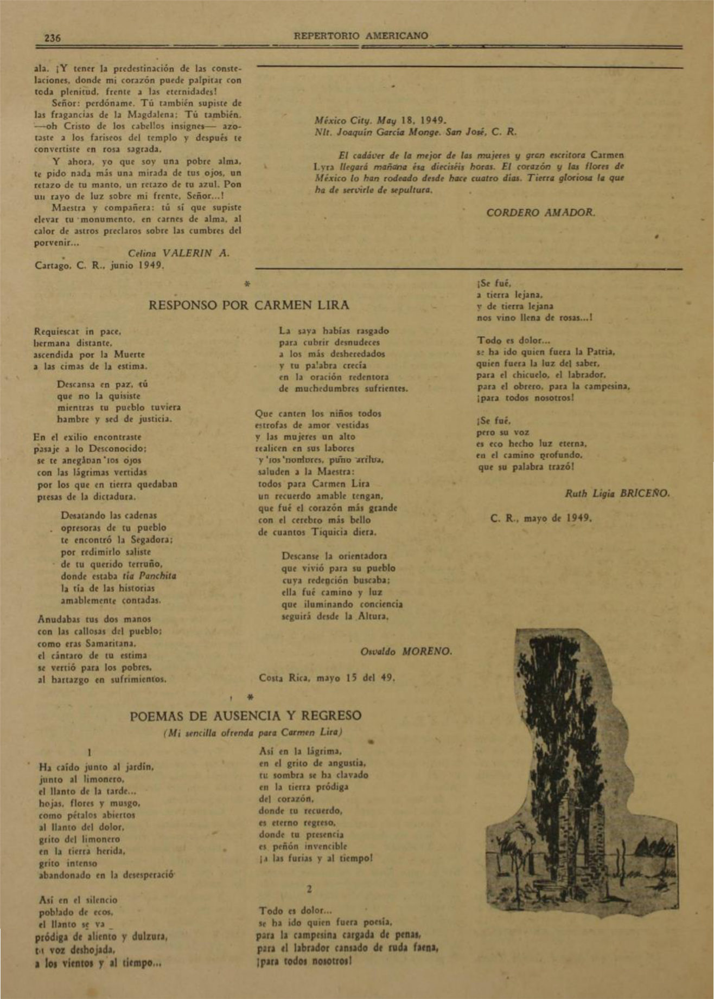 236
REPERTORIO AMERICANO
ala. ¡Y tener la predestinación de las conste-
laciones, donde mi corazón puede palpitar con
toda plenitud, frente a las eternidades!
Señor: perdóname. Tú también supiste de
las fragancias de la Magdalena; Tú también,
—oh Cristo de los cabellos insignes— azo-
taste a los fariseos del templo y después te
convertiste en rosa sagrada.
Y ahora, yo que soy una pobre alma,
te pido nada más una mirada de tus ojos, un
retazo de tu manto, un retazo de tu azul. Pon
un rayo de luz sobre mi frente, Señor...!
Maestra y compañera: tú sí que supiste
elevar tu monumento, en carnes de alma, al
calor de astros preclaros sobre las cumbres del
porvenir...
Celina VALERIN A.
Cartago, C. R., junio 1949.
México City. May 18, 1949.
Nlt. Joaquín García Monge. San José, C. R.
El cadáver de la mejor de las mujeres y gran escritora Carmen
Lyra llegará mañana ésa dieciséis horas. El corazón y las flores de
México lo han rodeado desde hace cuatro días. Tierra gloriosa la que
ha de servirle de sepultura.
CORDERO AMADOR.
*
RESPONSO POR CARMEN LIRA
Requiescat in pace,
hermana distante,
ascendida por la Muerte
a las cimas de la estima.
Descansa en paz, tú
que no la quisiste
mientras tu pueblo tuviera
hambre y sed de justicia.
En el exilio encontraste
pasaje a lo Desconocido;
se te anegaban los ojos
con las lágrimas vertidas
por los que en tierra quedaban
presas de la dictadura.
Desatando las cadenas
opresoras de tu pueblo
te encontró la Segadora;
por redimirlo saliste
de tu querido terruño,
donde estaba tía Panchita
la tía de las historias
amablemente contadas.
Anudabas tus dos manos
con las callosas del pueblo;
como eras Samaritana,
el cántaro de tu estima
se vertió para los pobres,
al hartazgo en sufrimientos.
La saya habías rasgado
para cubrir desnudeces
a los más desheredados
y tu palabra crecía
en la oración redentora
de muchedumbres sufrientes.
Que canten los niños todos
estrofas de amor vestidas
y las mujeres un alto
realicen en sus labores
y los hombres, puño arriba,
saluden a la Maestra:
todos para Carmen Lira
un recuerdo amable tengan,
que fué el corazón más grande
con el cerebro más bello
de cuantos Tiquicia diera.
Descanse la orientadora
que vivió para su pueblo
cuya redención buscaba;
ella fué camino y luz
que iluminando conciencia
seguirá desde la Altura.
Osvaldo MORENO.
Costa Rica, mayo 15 del 49.
*
POEMAS DE AUSENCIA Y REGRESO
(Mi sencilla ofrenda para Carmen Lira)
1
Ha caído junto al jardín,
junto al limonero,
el llanto de la tarde...
hojas, flores y musgo,
como pétalos abiertos
al llanto del dolor,
grito del limonero
en la tierra herida,
grito intenso
abandonado en la desesperació
Así en el silencio
poblado de ecos,
el llanto se va
pródiga de aliento y dulzura,
tu voz deshojada,
a los vientos y al tiempo...
Así en la lágrima,
en el grito de angustia,
tu sombra se ha clavado
en la tierra pródiga
del corazón,
donde tu recuerdo,
es eterno regreso,
donde tu presencia
es peñón invencible
¡a las furias y al tiempo!
2
Todo es dolor...
se ha ido quien fuera poesía,
para la campesina cargada de penas,
para el labrador cansado de ruda faena,
¡para todos nosotros!
¡Se fué,
a tierra lejana,
y de tierra lejana
nos vino llena de rosas...!
Todo es dolor...
se ha ido quien fuera la Patria,
quien fuera la luz del saber,
para el chicuelo, el labrador,
para el obrero, para la campesina,
¡para todos nosotros!
¡Se fué,
pero su voz
es eco hecho luz eterna,
en el camino profundo,
que su palabra trazó!
Ruth Ligia BRICEÑO.
C. R., mayo de 1949.